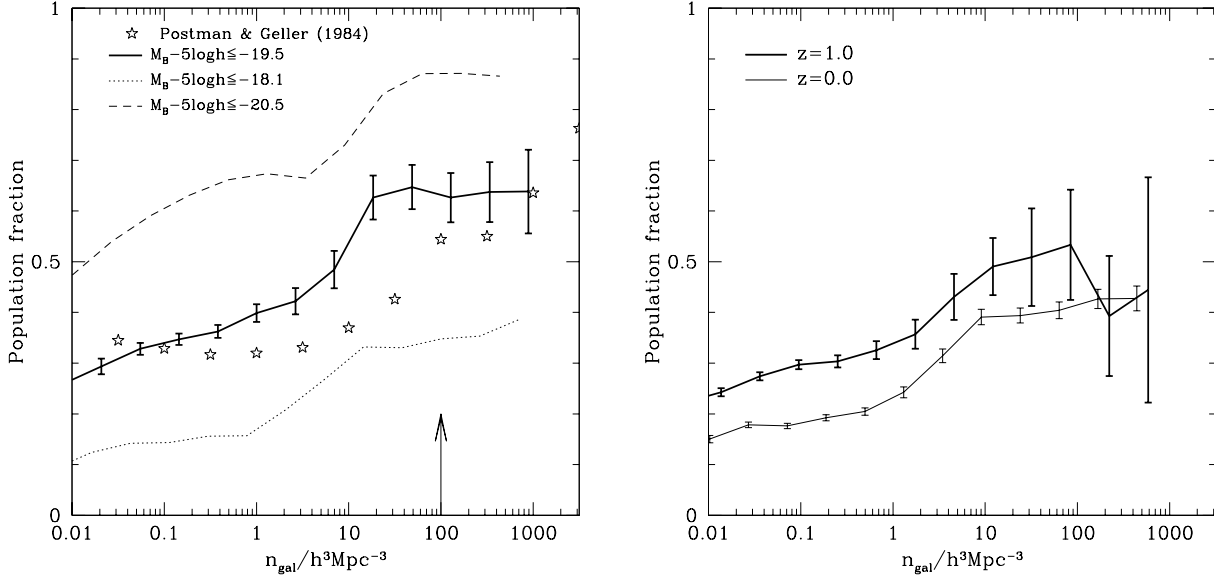 1
0.5
0
Population fraction
Postman & Geller (1984)
M_B−5logh≦−19.5
M_B−5logh≦−18.1
M_B−5logh≦−20.5
0.01 0.1 1 10 100 1000
n_gal/h³Mpc⁻³
1
0.5
0
Population fraction
z=1.0
z=0.0
0.01 0.1 1 10 100 1000
n_gal/h³Mpc⁻³